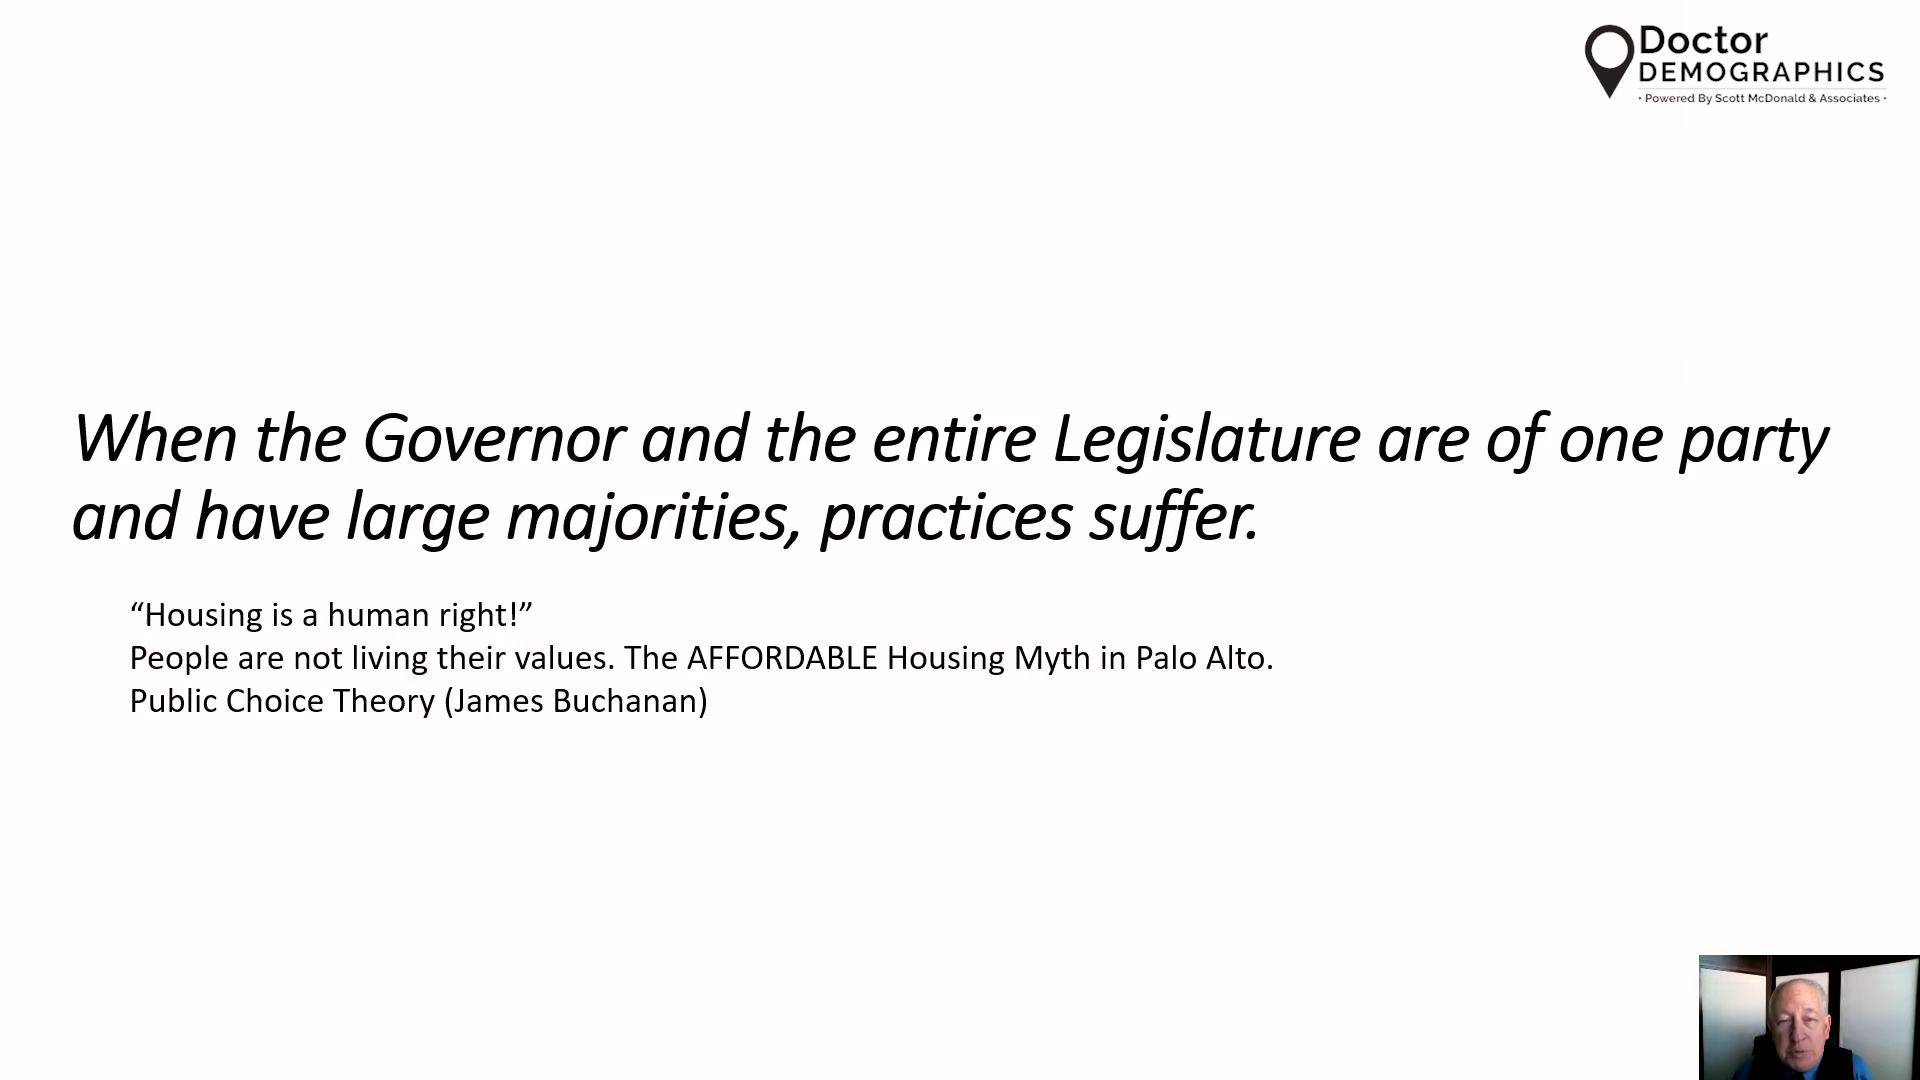 Doctor
DEMOGRAPHICS
• Powered By Scott McDonald & Associates •
When the Governor and the entire Legislature are of one party
and have large majorities, practices suffer.
“Housing is a human right!”
People are not living their values. The AFFORDABLE Housing Myth in Palo Alto.
Public Choice Theory (James Buchanan)